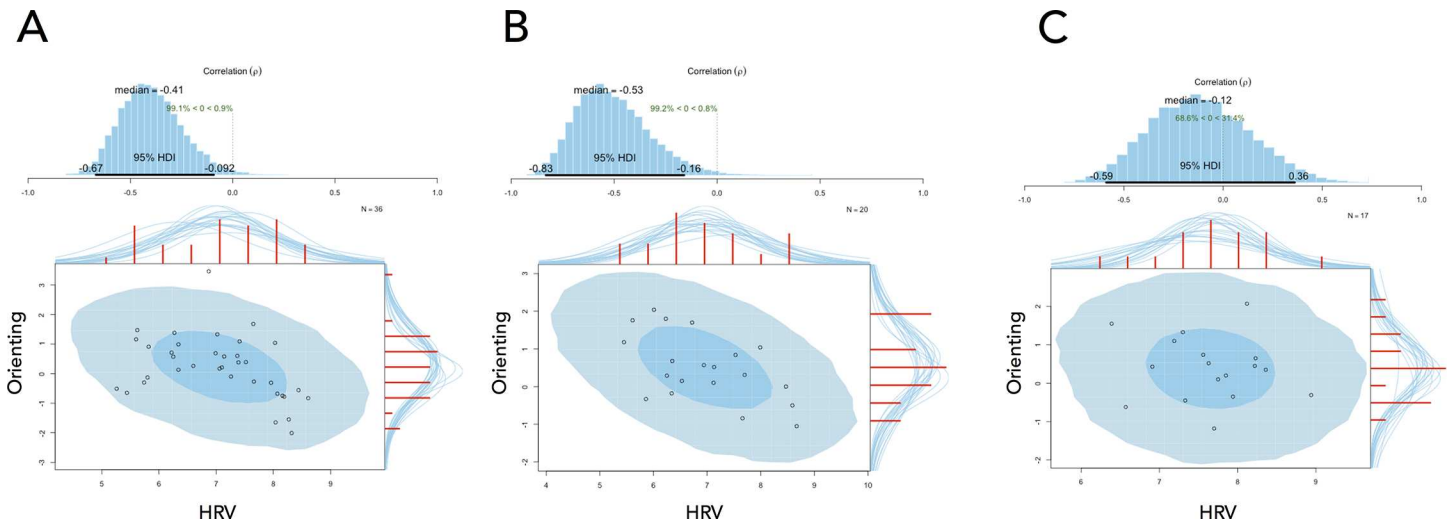 A
Correlation (ρ)
median = -0.41
99.1% < 0 < 0.9%
95% HDI
-0.67
-0.092
-1.0
-0.5
0.0
0.5
1.0
N = 36
3
2
1
0
-1
-2
-3
Orienting
5
6
7
8
9
HRV
B
Correlation (ρ)
median = -0.53
99.2% < 0 < 0.8%
95% HDI
-0.83
-0.16
-1.0
-0.5
0.0
0.5
1.0
N = 20
3
2
1
0
-1
-2
Orienting
4
5
6
7
8
9
10
HRV
C
Correlation (ρ)
median = -0.12
68.6% < 0 < 31.4%
95% HDI
-0.59
0.36
-1.0
-0.5
0.0
0.5
1.0
N = 17
2
1
0
-1
-2
Orienting
6
7
8
9
HRV